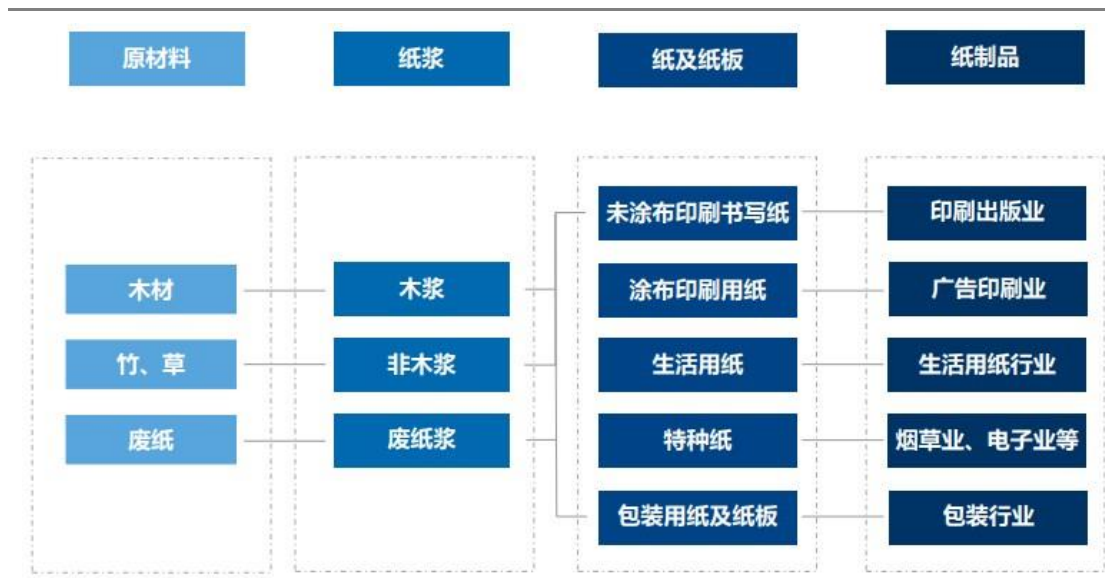 原材料
纸浆
纸及纸板
纸制品
未涂布印刷书写纸
印刷出版业
木材
木浆
涂布印刷用纸
广告印刷业
竹、草
非木浆
生活用纸
生活用纸行业
废纸
废纸浆
特种纸
烟草业、电子业等
包装用纸及纸板
包装行业